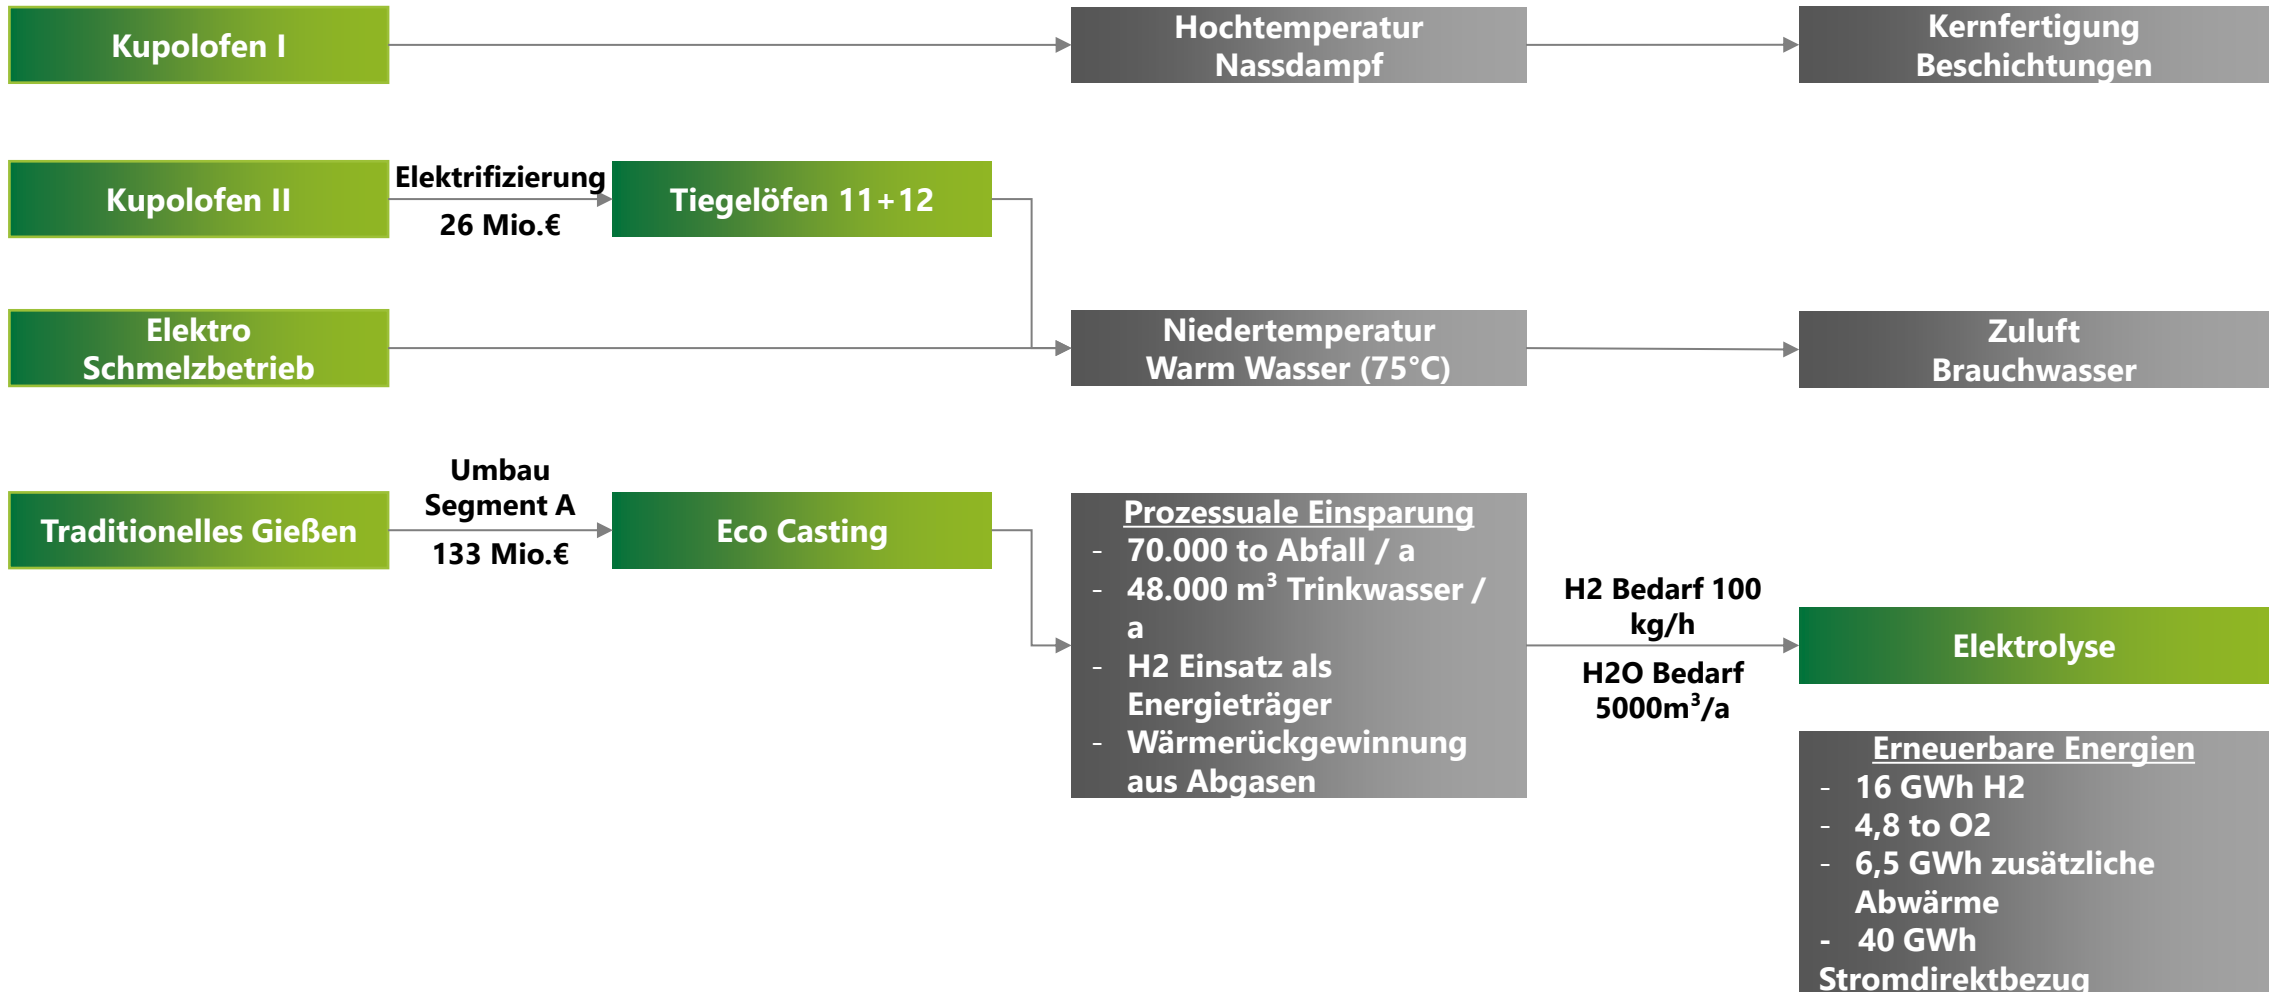 Kupolofen I
Hochtemperatur
Nassdampf
Kernfertigung
Beschichtungen
Kupolofen II
Elektrifizierung
26 Mio.€
Tiegelöfen 11+12
Elektro
Schmelzbetrieb
Niedertemperatur
Warm Wasser (75°C)
Zuluft
Brauchwasser
Traditionelles Gießen
Umbau
Segment A
133 Mio.€
Eco Casting
Prozessuale Einsparung
- 70.000 to Abfall / a
- 48.000 m³ Trinkwasser /
a
- H2 Einsatz als
Energieträger
- Wärmerückgewinnung
aus Abgasen
H2 Bedarf 100
kg/h
H2O Bedarf
5000m³/a
Elektrolyse
Erneuerbare Energien
- 16 GWh H2
- 4,8 to O2
- 6,5 GWh zusätzliche
Abwärme
- 40 GWh
Stromdirektbezug